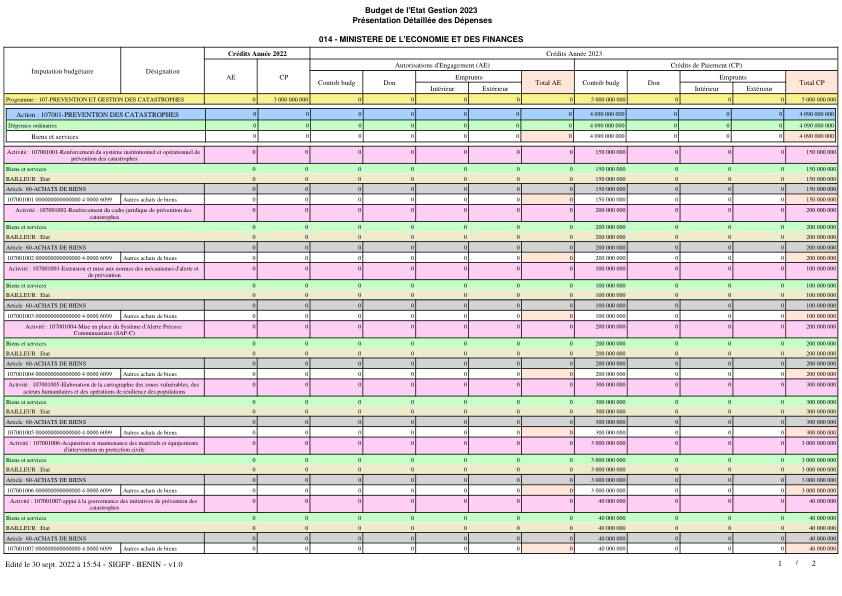 Budget de l'Etat Gestion 2023
Présentation Détaillée des Dépenses
014 - MINISTERE DE L'ECONOMIE ET DES FINANCES
Imputation budgétaire Désignation Crédits Année 2022 Crédits Année 2023
AE CP Autorisations d'Engagement (AE) Crédits de Paiement (CP)
Contrib budg Don Emprunts Total AE Contrib budg Don Emprunts Total CP
Intérieur Extérieur Intérieur Extérieur
Programme : 107-PREVENTION ET GESTION DES CATASTROPHES 0 3 000 000 000 0 0 0 0 0 5 000 000 000 0 0 0 5 000 000 000
Action : 107001-PREVENTION DES CATASTROPHES 0 0 0 0 0 0 0 4 090 000 000 0 0 0 4 090 000 000
Dépenses ordinaires 0 0 0 0 0 0 0 4 090 000 000 0 0 0 4 090 000 000
Biens et services 0 0 0 0 0 0 0 4 090 000 000 0 0 0 4 090 000 000
Activité : 107001001-Renforcement du système institutionnel et opérationnel de 0 0 0 0 0 0 0 150 000 000 0 0 0 150 000 000
prévention des catastrophes
Biens et services 0 0 0 0 0 0 0 150 000 000 0 0 0 150 000 000
BAILLEUR : Etat 0 0 0 0 0 0 0 150 000 000 0 0 0 150 000 000
Article 60-ACHATS DE BIENS 0 0 0 0 0 0 0 150 000 000 0 0 0 150 000 000
107001001 000000000000000 4 0000 6099 Autres achats de biens 0 0 0 0 0 0 0 150 000 000 0 0 0 150 000 000
Activité : 107001002-Renforcement du cadre juridique de prévention des 0 0 0 0 0 0 0 200 000 000 0 0 0 200 000 000
catastrophes
Biens et services 0 0 0 0 0 0 0 200 000 000 0 0 0 200 000 000
BAILLEUR : Etat 0 0 0 0 0 0 0 200 000 000 0 0 0 200 000 000
Article 60-ACHATS DE BIENS 0 0 0 0 0 0 0 200 000 000 0 0 0 200 000 000
107001002 000000000000000 4 0000 6099 Autres achats de biens 0 0 0 0 0 0 0 200 000 000 0 0 0 200 000 000
Activité : 107001003-Extension et mise aux normes des mécanismes d'alerte et 0 0 0 0 0 0 0 100 000 000 0 0 0 100 000 000
de prévention
Biens et services 0 0 0 0 0 0 0 100 000 000 0 0 0 100 000 000
BAILLEUR : Etat 0 0 0 0 0 0 0 100 000 000 0 0 0 100 000 000
Article 60-ACHATS DE BIENS 0 0 0 0 0 0 0 100 000 000 0 0 0 100 000 000
107001003 000000000000000 4 0000 6099 Autres achats de biens 0 0 0 0 0 0 0 100 000 000 0 0 0 100 000 000
Activité : 107001004-Mise en place du Système d'Alerte Précoce 0 0 0 0 0 0 0 200 000 000 0 0 0 200 000 000
Communautaire (SAP-C)
Biens et services 0 0 0 0 0 0 0 200 000 000 0 0 0 200 000 000
BAILLEUR : Etat 0 0 0 0 0 0 0 200 000 000 0 0 0 200 000 000
Article 60-ACHATS DE BIENS 0 0 0 0 0 0 0 200 000 000 0 0 0 200 000 000
107001004 000000000000000 4 0000 6099 Autres achats de biens 0 0 0 0 0 0 0 200 000 000 0 0 0 200 000 000
Activité : 107001005-Elaboration de la cartographie des zones vulnérables, des 0 0 0 0 0 0 0 300 000 000 0 0 0 300 000 000
acteurs humanitaires et des opérations de résilience des populations
Biens et services 0 0 0 0 0 0 0 300 000 000 0 0 0 300 000 000
BAILLEUR : Etat 0 0 0 0 0 0 0 300 000 000 0 0 0 300 000 000
Article 60-ACHATS DE BIENS 0 0 0 0 0 0 0 300 000 000 0 0 0 300 000 000
107001005 000000000000000 4 0000 6099 Autres achats de biens 0 0 0 0 0 0 0 300 000 000 0 0 0 300 000 000
Activité : 107001006-Acquisition et maintenance des matériels et équipements 0 0 0 0 0 0 0 3 000 000 000 0 0 0 3 000 000 000
d'intervention en protection civile
Biens et services 0 0 0 0 0 0 0 3 000 000 000 0 0 0 3 000 000 000
BAILLEUR : Etat 0 0 0 0 0 0 0 3 000 000 000 0 0 0 3 000 000 000
Article 60-ACHATS DE BIENS 0 0 0 0 0 0 0 3 000 000 000 0 0 0 3 000 000 000
107001006 000000000000000 4 0000 6099 Autres achats de biens 0 0 0 0 0 0 0 3 000 000 000 0 0 0 3 000 000 000
Activité : 107001007-appui à la gouvernance des initiatives de prévention des 0 0 0 0 0 0 0 40 000 000 0 0 0 40 000 000
catastrophes
Biens et services 0 0 0 0 0 0 0 40 000 000 0 0 0 40 000 000
BAILLEUR : Etat 0 0 0 0 0 0 0 40 000 000 0 0 0 40 000 000
Article 60-ACHATS DE BIENS 0 0 0 0 0 0 0 40 000 000 0 0 0 40 000 000
107001007 000000000000000 4 0000 6099 Autres achats de biens 0 0 0 0 0 0 0 40 000 000 0 0 0 40 000 000
Edité le 30 sept. 2022 à 15:54 - SIGFP - BENIN - v1.0 1 / 2